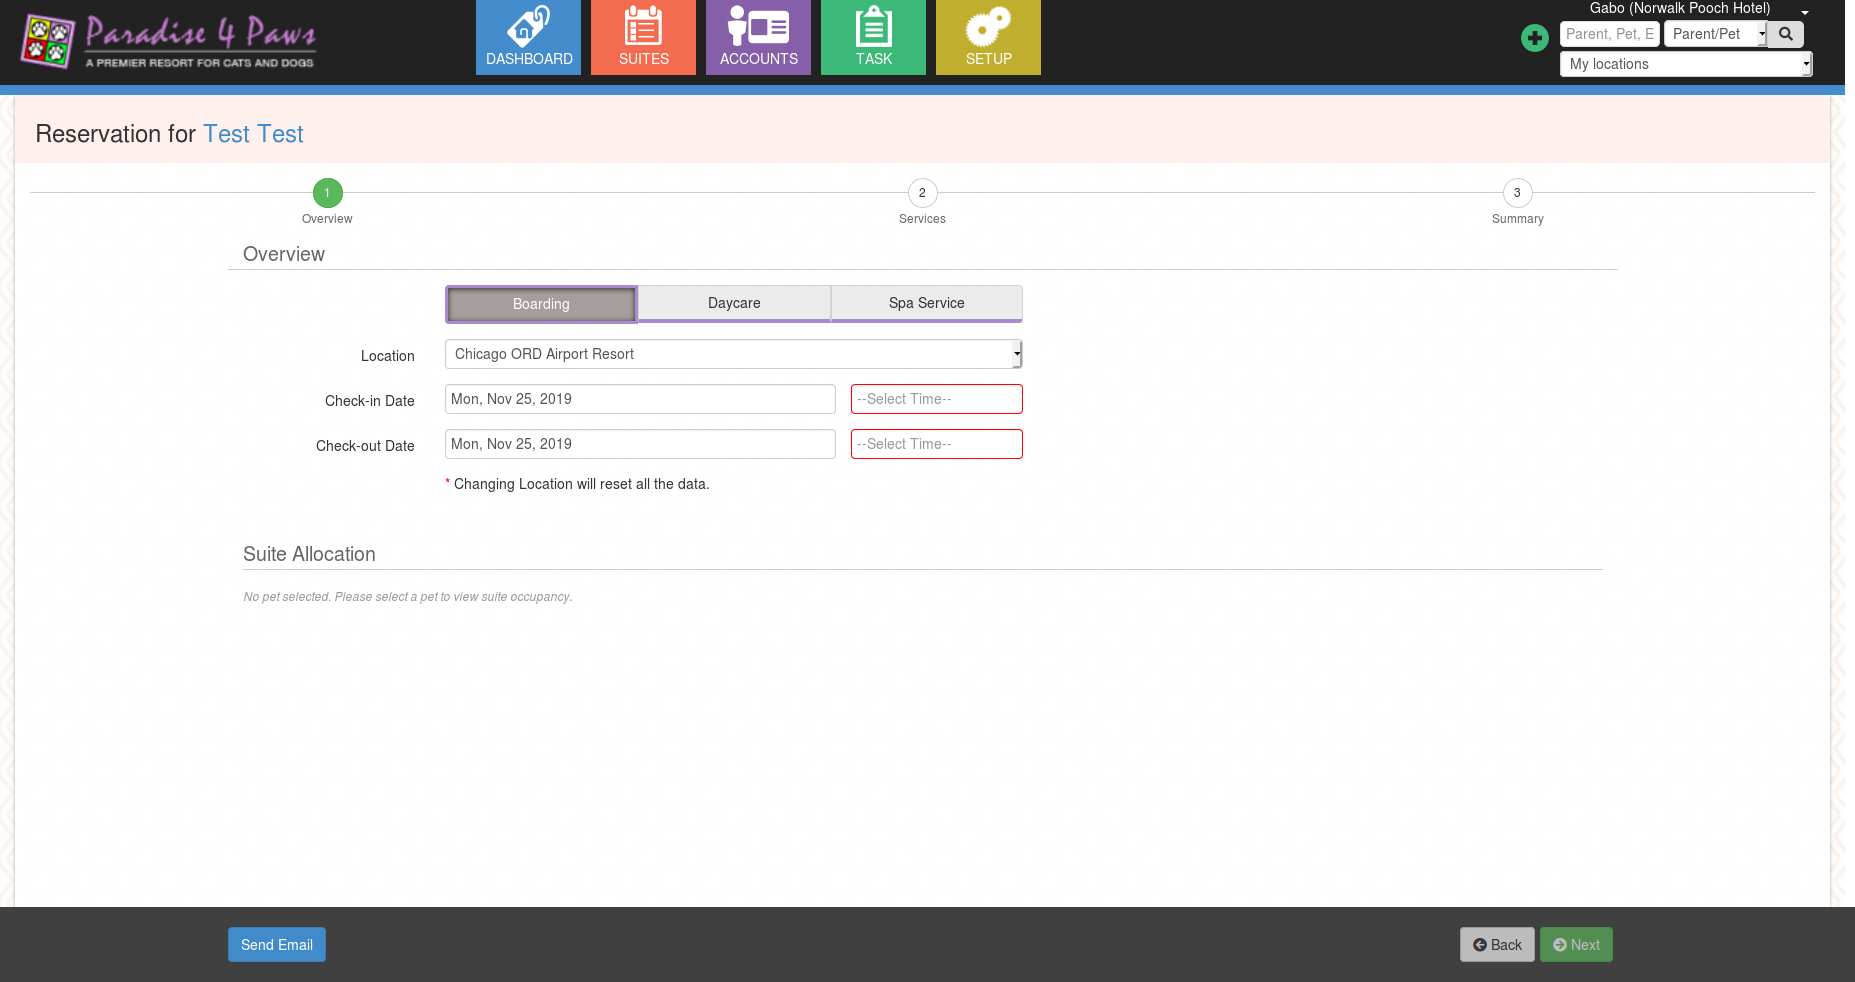 Paradise 4 Paws
A PREMIER RESORT FOR CATS AND DOGS
DASHBOARD
SUITES
ACCOUNTS
TASK
SETUP
Gabo (Norwalk Pooch Hotel)
Parent, Pet, E
Parent/Pet
My locations
Reservation for Test Test
1
Overview
2
Services
3
Summary
Overview
Boarding
Daycare
Spa Service
Location
Chicago ORD Airport Resort
Check-in Date
Mon, Nov 25, 2019
--Select Time--
Check-out Date
Mon, Nov 25, 2019
--Select Time--
* Changing Location will reset all the data.
Suite Allocation
No pet selected. Please select a pet to view suite occupancy.
Send Email
Back
Next